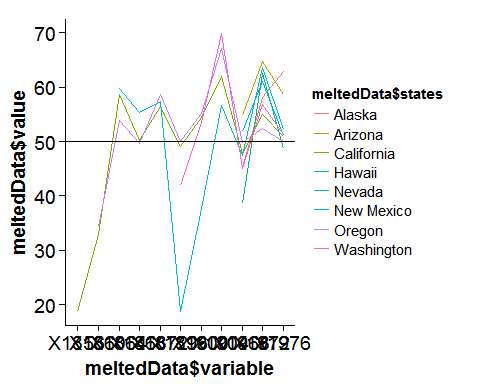 70
60
50
40
30
20
meltedData$value
meltedData$variable
meltedData$states
Alaska
Arizona
California
Hawaii
Nevada
New Mexico
Oregon
Washington